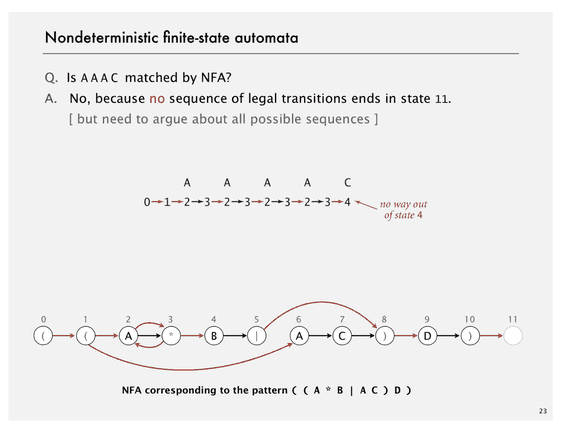 Nondeterministic finite-state automata
Q. Is A A A C matched by NFA?
A. No, because no sequence of legal transitions ends in state 11.
[ but need to argue about all possible sequences ]
A A A A C
0 1 2 3 2 3 2 3 2 3 4
no way out
of state 4
0 1 2 3 4 5 6 7 8 9 10 11
( ( A * B | A C ) D )
NFA corresponding to the pattern ( ( A * B | A C ) D )
23